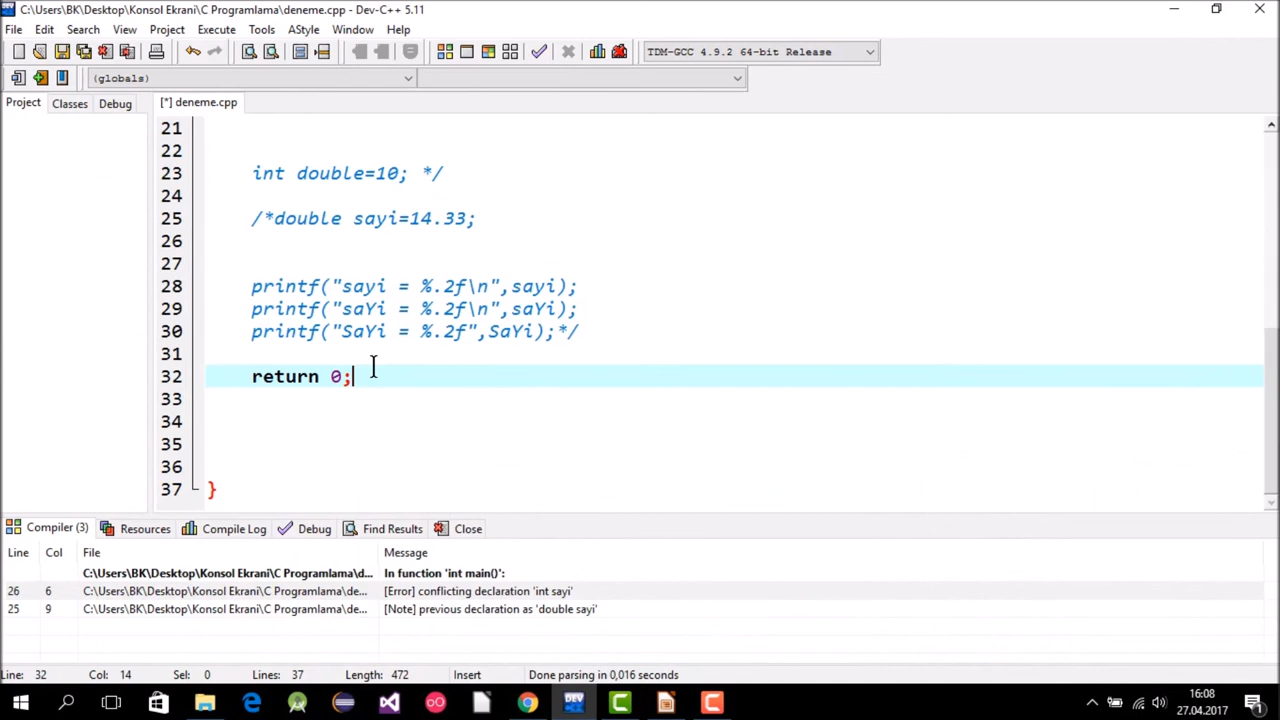 C:\Users\BK\Desktop\Konsol Ekrani\C Programlama\deneme.cpp - Dev-C++ 5.11
File Edit Search View Project Execute Tools AStyle Window Help
TDM-GCC 4.9.2 64-bit Release
(globals)
Project Classes Debug [*] deneme.cpp
21
22
23 int double=10; */
24
25 /*double sayi=14.33;
26
27
28 printf("sayi = %.2f\n",sayi);
29 printf("saYi = %.2f\n",saYi);
30 printf("SaYi = %.2f",SaYi);*/
31
32 return 0;
33
34
35
36
37 }
Compiler (3) Resources Compile Log Debug Find Results Close
Line Col File Message
C:\Users\BK\Desktop\Konsol Ekrani\C Programlama\d... In function 'int main()':
26 6 C:\Users\BK\Desktop\Konsol Ekrani\C Programlama\de... [Error] conflicting declaration 'int sayi'
25 9 C:\Users\BK\Desktop\Konsol Ekrani\C Programlama\de... [Note] previous declaration as 'double sayi'
Line: 32 Col: 14 Sel: 0 Lines: 37 Length: 472 Insert Done parsing in 0,016 seconds
DEV
16:08
27.04.2017